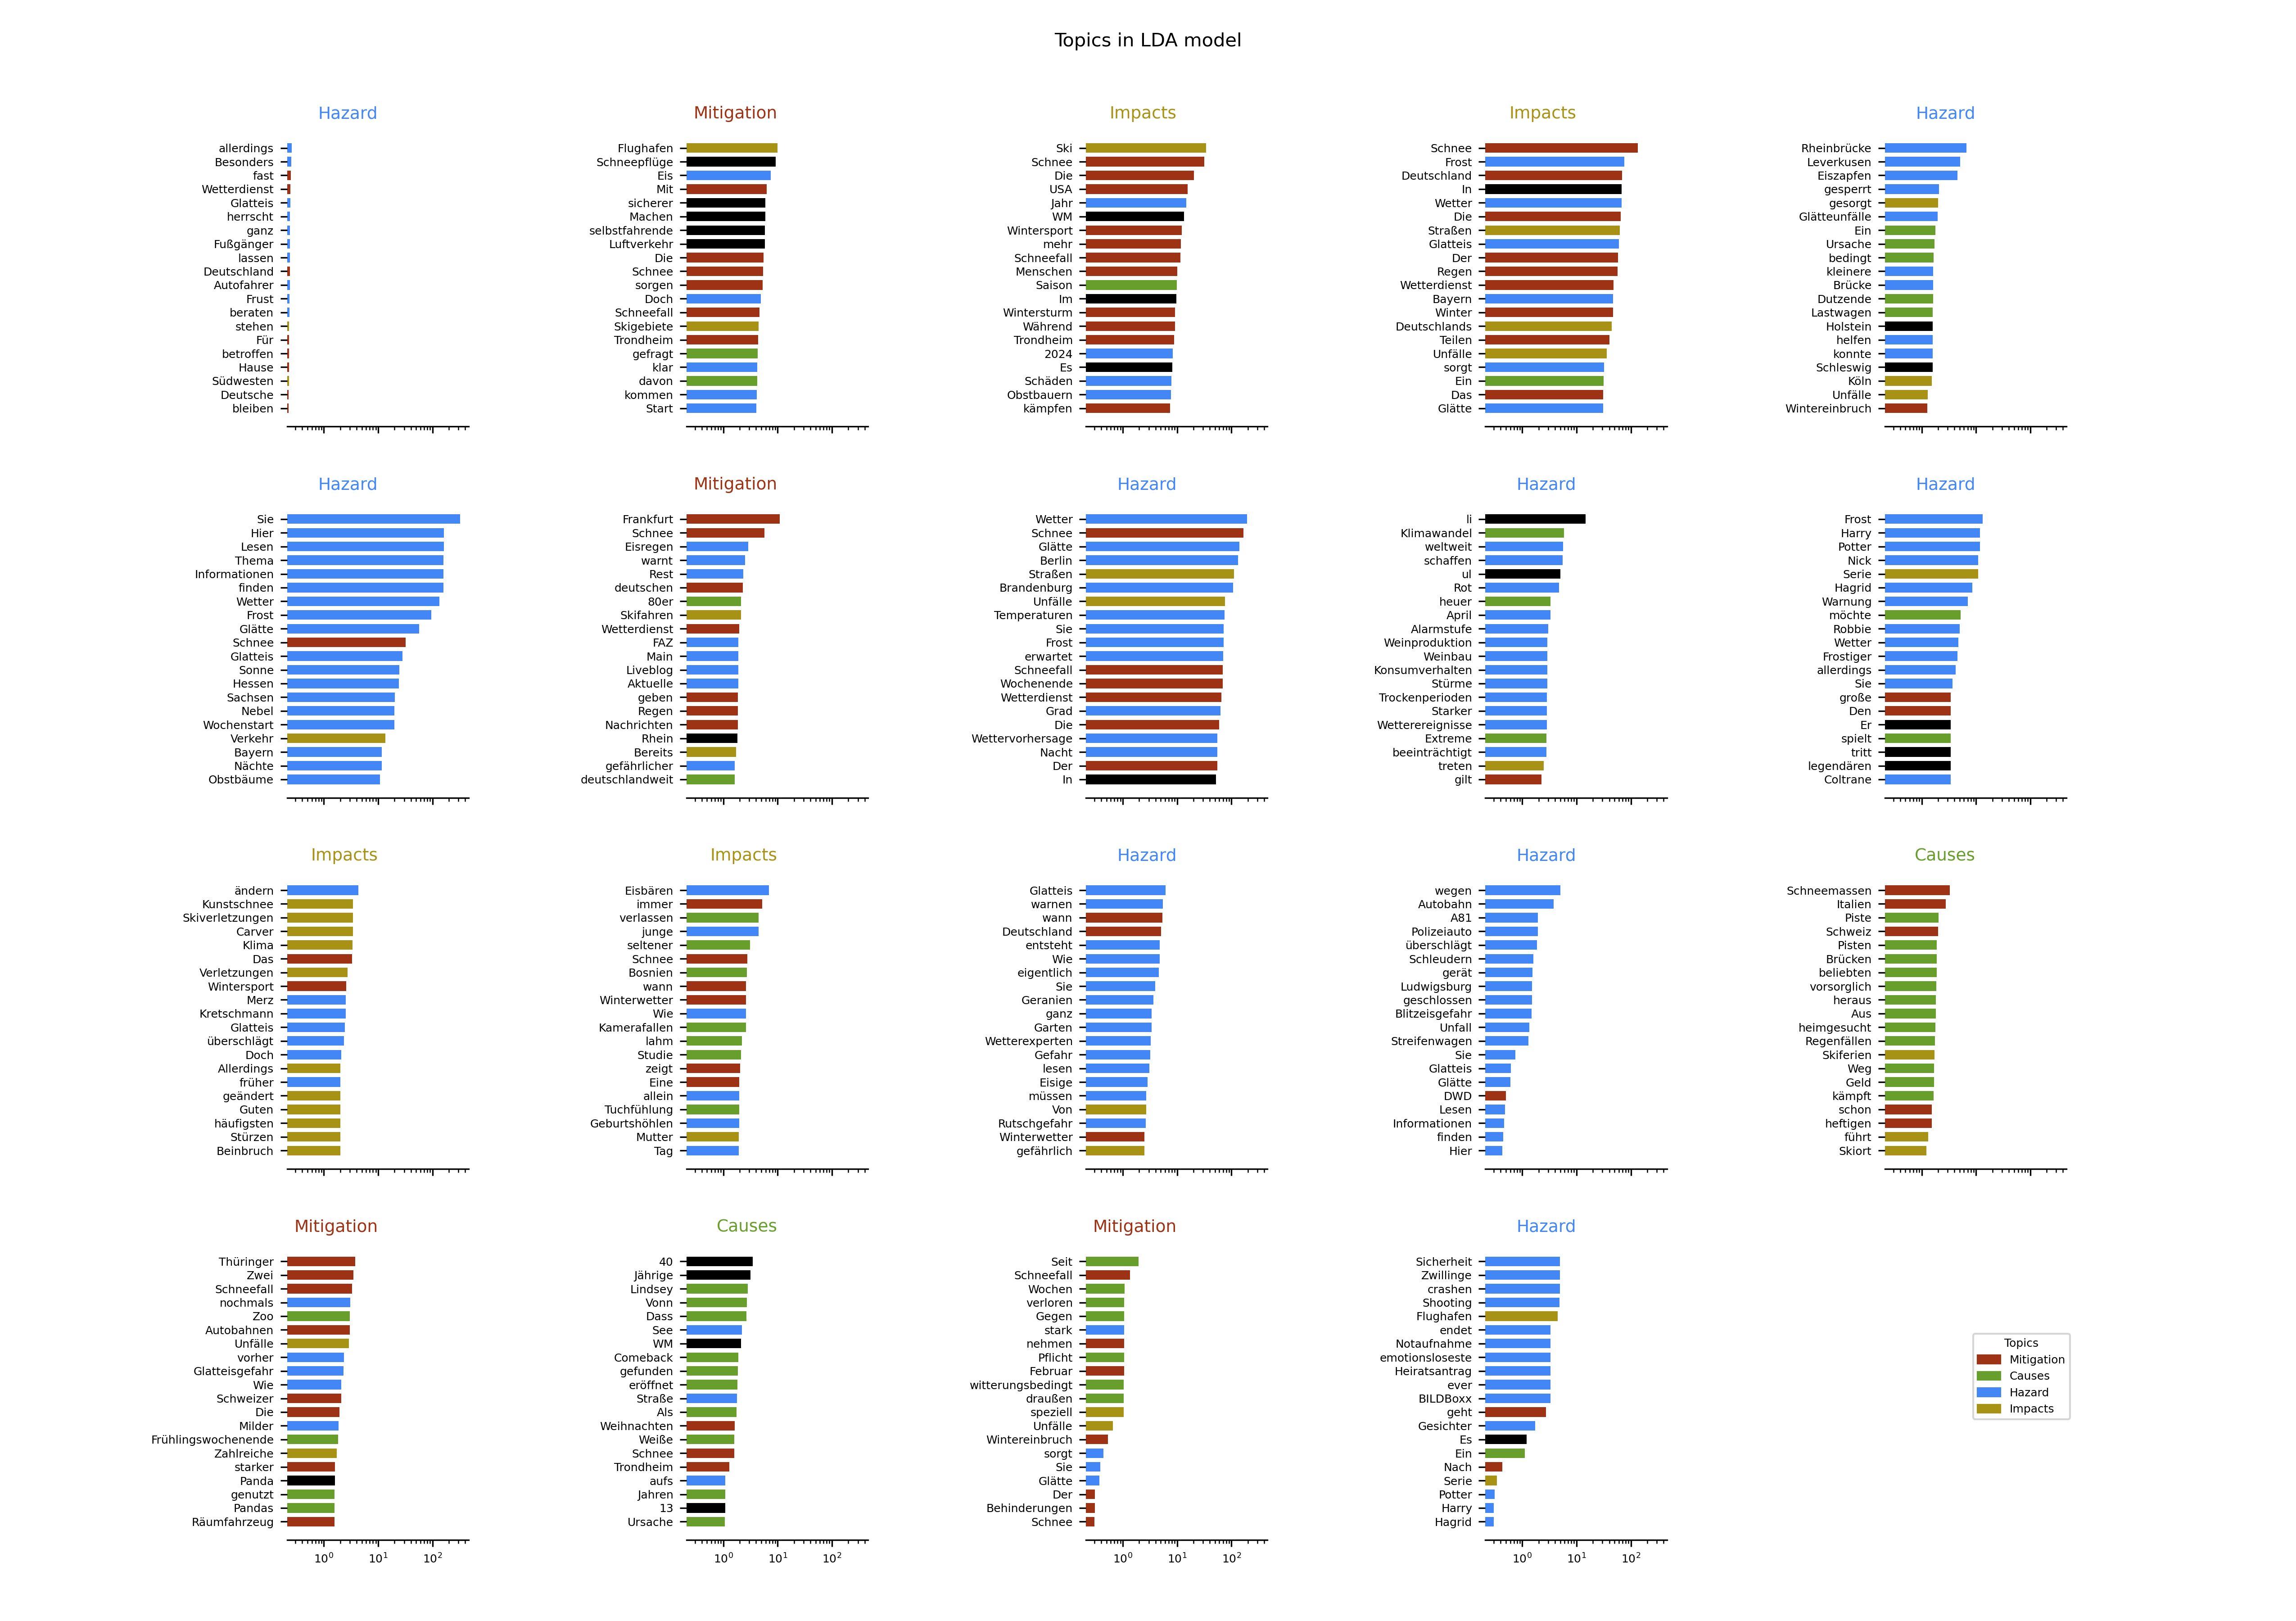 Topics in LDA model
Hazard
allerdings
Besonders
fast
Wetterdienst
Glatteis
herrscht
ganz
Fußgänger
lassen
Deutschland
Autofahrer
Frust
beraten
stehen
Für
betroffen
Hause
Südwesten
Deutsche
bleiben
Mitigation
Flughafen
Schneepflüge
Eis
Mit
sicherer
Machen
selbstfahrende
Luftverkehr
Die
Schnee
sorgen
Doch
Schneefall
Skigebiete
Trondheim
gefragt
klar
davon
kommen
Start
Impacts
Ski
Schnee
Die
USA
Jahr
WM
Wintersport
mehr
Schneefall
Menschen
Saison
Im
Wintersturm
Während
Trondheim
2024
Es
Schäden
Obstbauern
kämpfen
Impacts
Schnee
Frost
Deutschland
In
Wetter
Die
Straßen
Glatteis
Der
Regen
Wetterdienst
Bayern
Winter
Deutschlands
Teilen
Unfälle
sorgt
Ein
Das
Glätte
Hazard
Rheinbrücke
Leverkusen
Eiszapfen
gesperrt
gesorgt
Glätteunfälle
Ein
Ursache
bedingt
kleinere
Brücke
Dutzende
Lastwagen
Holstein
helfen
konnte
Schleswig
Köln
Unfälle
Wintereinbruch
Hazard
Sie
Hier
Lesen
Thema
Informationen
finden
Wetter
Frost
Glätte
Schnee
Glatteis
Sonne
Hessen
Sachsen
Nebel
Wochenstart
Verkehr
Bayern
Nächte
Obstbäume
Mitigation
Frankfurt
Schnee
Eisregen
warnt
Rest
deutschen
80er
Skifahren
Wetterdienst
FAZ
Main
Liveblog
Aktuelle
geben
Regen
Nachrichten
Rhein
Bereits
gefährlicher
deutschlandweit
Hazard
Wetter
Schnee
Glätte
Berlin
Straßen
Brandenburg
Unfälle
Temperaturen
Sie
Frost
erwartet
Schneefall
Wochenende
Wetterdienst
Grad
Die
Wettervorhersage
Nacht
Der
In
Hazard
li
Klimawandel
weltweit
schaffen
ul
Rot
heuer
April
Alarmstufe
Weinproduktion
Weinbau
Konsumverhalten
Stürme
Trockenperioden
Starker
Wetterereignisse
Extreme
beeinträchtigt
treten
gilt
Hazard
Frost
Harry
Potter
Nick
Serie
Hagrid
Warnung
möchte
Robbie
Wetter
Frostiger
allerdings
Sie
große
Den
Er
spielt
tritt
legendären
Coltrane
Impacts
ändern
Kunstschnee
Skiverletzungen
Carver
Klima
Das
Verletzungen
Wintersport
Merz
Kretschmann
Glatteis
überschlägt
Doch
Allerdings
früher
geändert
Guten
häufigsten
Stürzen
Beinbruch
Impacts
Eisbären
immer
verlassen
junge
seltener
Schnee
Bosnien
wann
Winterwetter
Wie
Kamerafallen
lahm
Studie
zeigt
Eine
allein
Tuchfühlung
Geburtshöhlen
Mutter
Tag
Hazard
Glatteis
warnen
wann
Deutschland
entsteht
Wie
eigentlich
Sie
Geranien
ganz
Garten
Wetterexperten
Gefahr
lesen
Eisige
müssen
Von
Rutschgefahr
Winterwetter
gefährlich
Hazard
wegen
Autobahn
A81
Polizeiauto
überschlägt
Schleudern
gerät
Ludwigsburg
geschlossen
Blitzeisgefahr
Unfall
Streifenwagen
Sie
Glatteis
Glätte
DWD
Lesen
Informationen
finden
Hier
Causes
Schneemassen
Italien
Piste
Schweiz
Pisten
Brücken
beliebten
vorsorglich
heraus
Aus
heimgesucht
Regenfällen
Skiferien
Weg
Geld
kämpft
schon
heftigen
führt
Skiort
Mitigation
Thüringer
Zwei
Schneefall
nochmals
Zoo
Autobahnen
Unfälle
vorher
Glatteisgefahr
Wie
Schweizer
Die
Milder
Frühlingswochenende
Zahlreiche
starker
Panda
genutzt
Pandas
Räumfahrzeug
10⁰ 10¹ 10²
Causes
40
Jährige
Lindsey
Vonn
Dass
See
WM
Comeback
gefunden
eröffnet
Straße
Als
Weihnachten
Weiße
Schnee
Trondheim
aufs
Jahren
13
Ursache
10⁰ 10¹ 10²
Mitigation
Seit
Schneefall
Wochen
verloren
Gegen
stark
nehmen
Pflicht
Februar
witterungsbedingt
draußen
speziell
Unfälle
Wintereinbruch
sorgt
Sie
Glätte
Der
Behinderungen
Schnee
10⁰ 10¹ 10²
Hazard
Sicherheit
Zwillinge
crashen
Shooting
Flughafen
endet
Notaufnahme
emotionsloseste
Heiratsantrag
ever
BILDBoxx
geht
Gesichter
Es
Ein
Nach
Serie
Potter
Harry
Hagrid
10⁰ 10¹ 10²
Topics
Mitigation
Causes
Hazard
Impacts